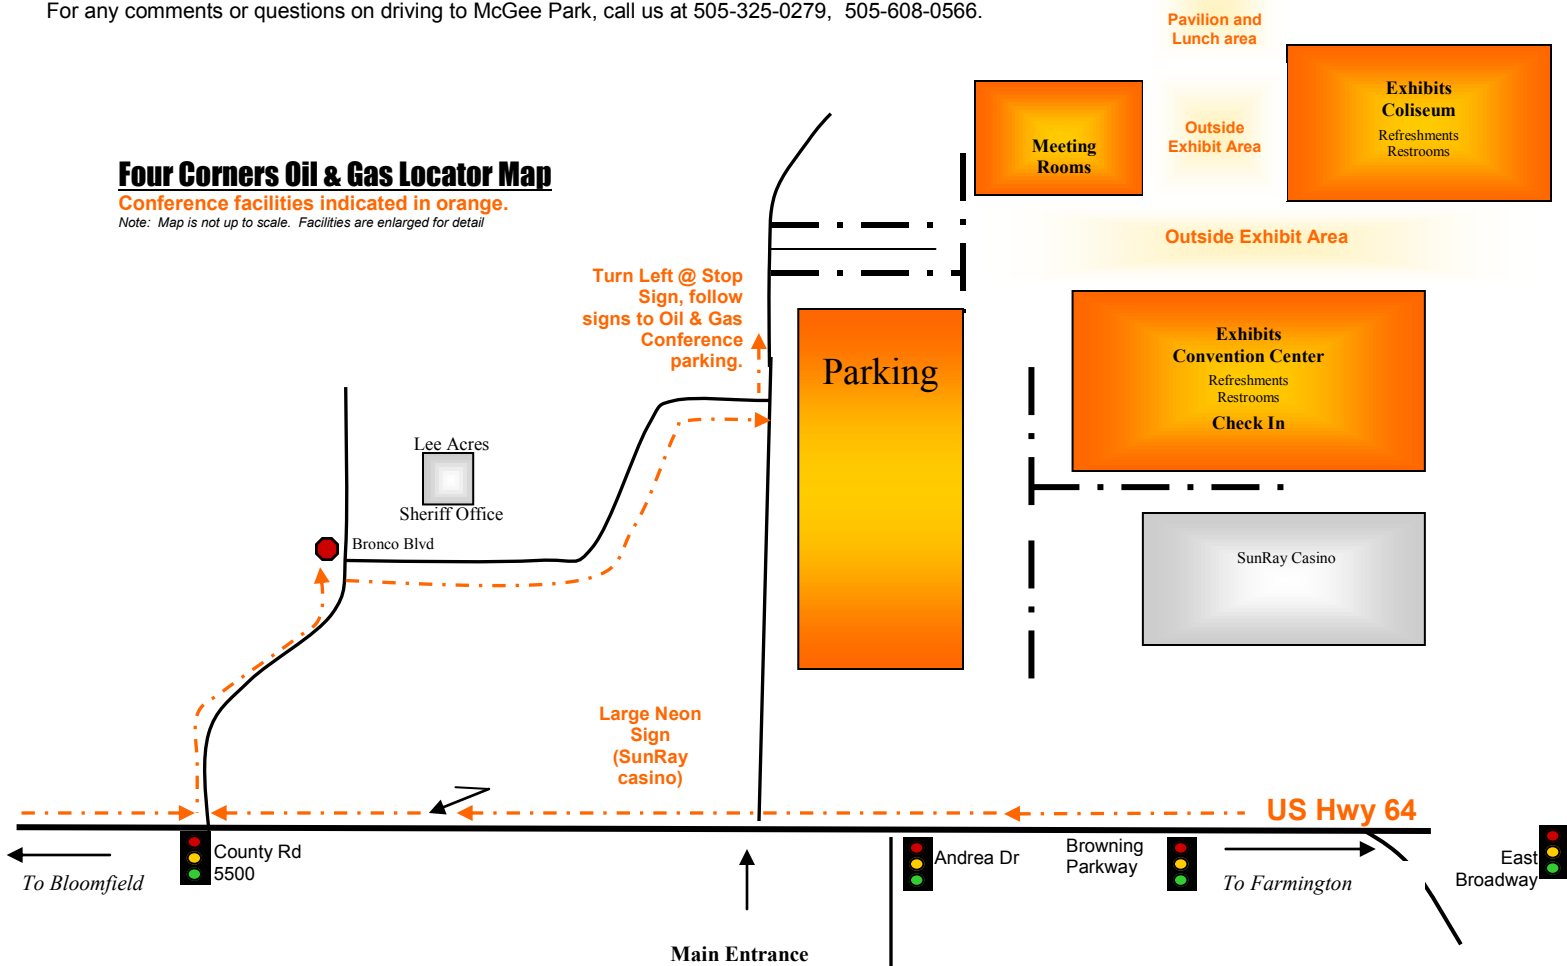 For any comments or questions on driving to McGee Park, call us at 505-325-0279,  505-608-0566.
Pavilion and
Lunch area
Exhibits
Coliseum
Refreshments
Restrooms
Outside
Exhibit Area
Meeting
Rooms
Four Corners Oil & Gas Locator Map
Conference facilities indicated in orange.
Note:  Map is not up to scale.  Facilities are enlarged for detail
Outside Exhibit Area
Turn Left @ Stop
Sign, follow
signs to Oil & Gas
Conference
parking.
Parking
Exhibits
Convention Center
Refreshments
Restrooms
Check In
Lee Acres
Sheriff Office
Bronco Blvd
SunRay Casino
Large Neon
Sign
(SunRay
casino)
US Hwy 64
County Rd
5500
To Bloomfield
Andrea Dr
Browning
Parkway
To Farmington
East
Broadway
Main Entrance